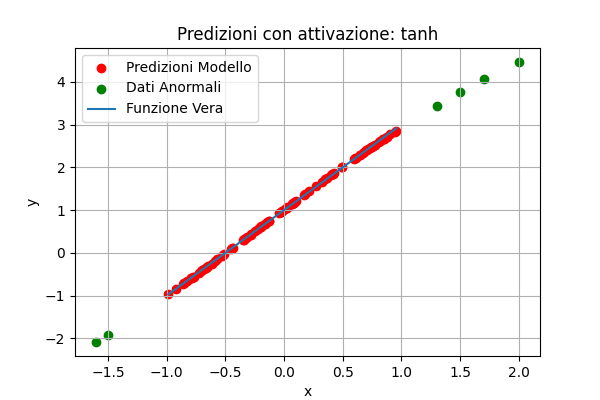 Predizioni con attivazione: tanh
Predizioni Modello
Dati Anormali
Funzione Vera
y
4
3
2
1
0
−1
−2
−1.5
−1.0
−0.5
0.0
0.5
1.0
1.5
2.0
x